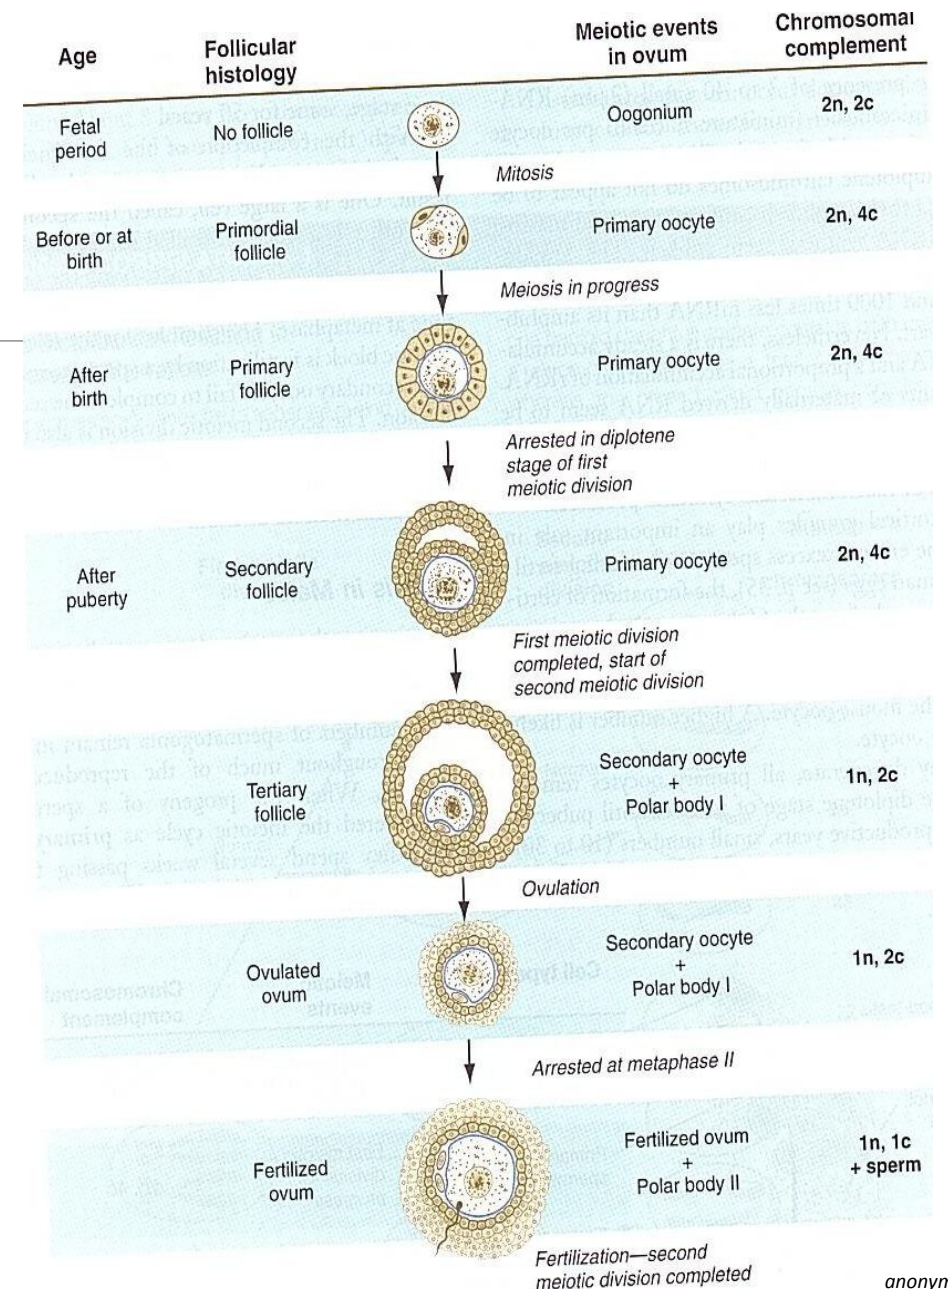 Age
Follicular
histology
Meiotic events
in ovum
Chromosomal
complement
Fetal
period
No follicle
Oogonium
2n, 2c
Mitosis
Before or at
birth
Primordial
follicle
Primary oocyte
2n, 4c
Meiosis in progress
After
birth
Primary
follicle
Primary oocyte
2n, 4c
Arrested in diplotene
stage of first
meiotic division
After
puberty
Secondary
follicle
Primary oocyte
2n, 4c
First meiotic division
completed, start of
second meiotic division
Tertiary
follicle
Secondary oocyte
+
Polar body I
1n, 2c
Ovulation
Ovulated
ovum
Secondary oocyte
+
Polar body I
1n, 2c
Arrested at metaphase II
Fertilized
ovum
Fertilized ovum
+
Polar body II
1n, 1c
+ sperm
Fertilization—second
meiotic division completed
anonyn